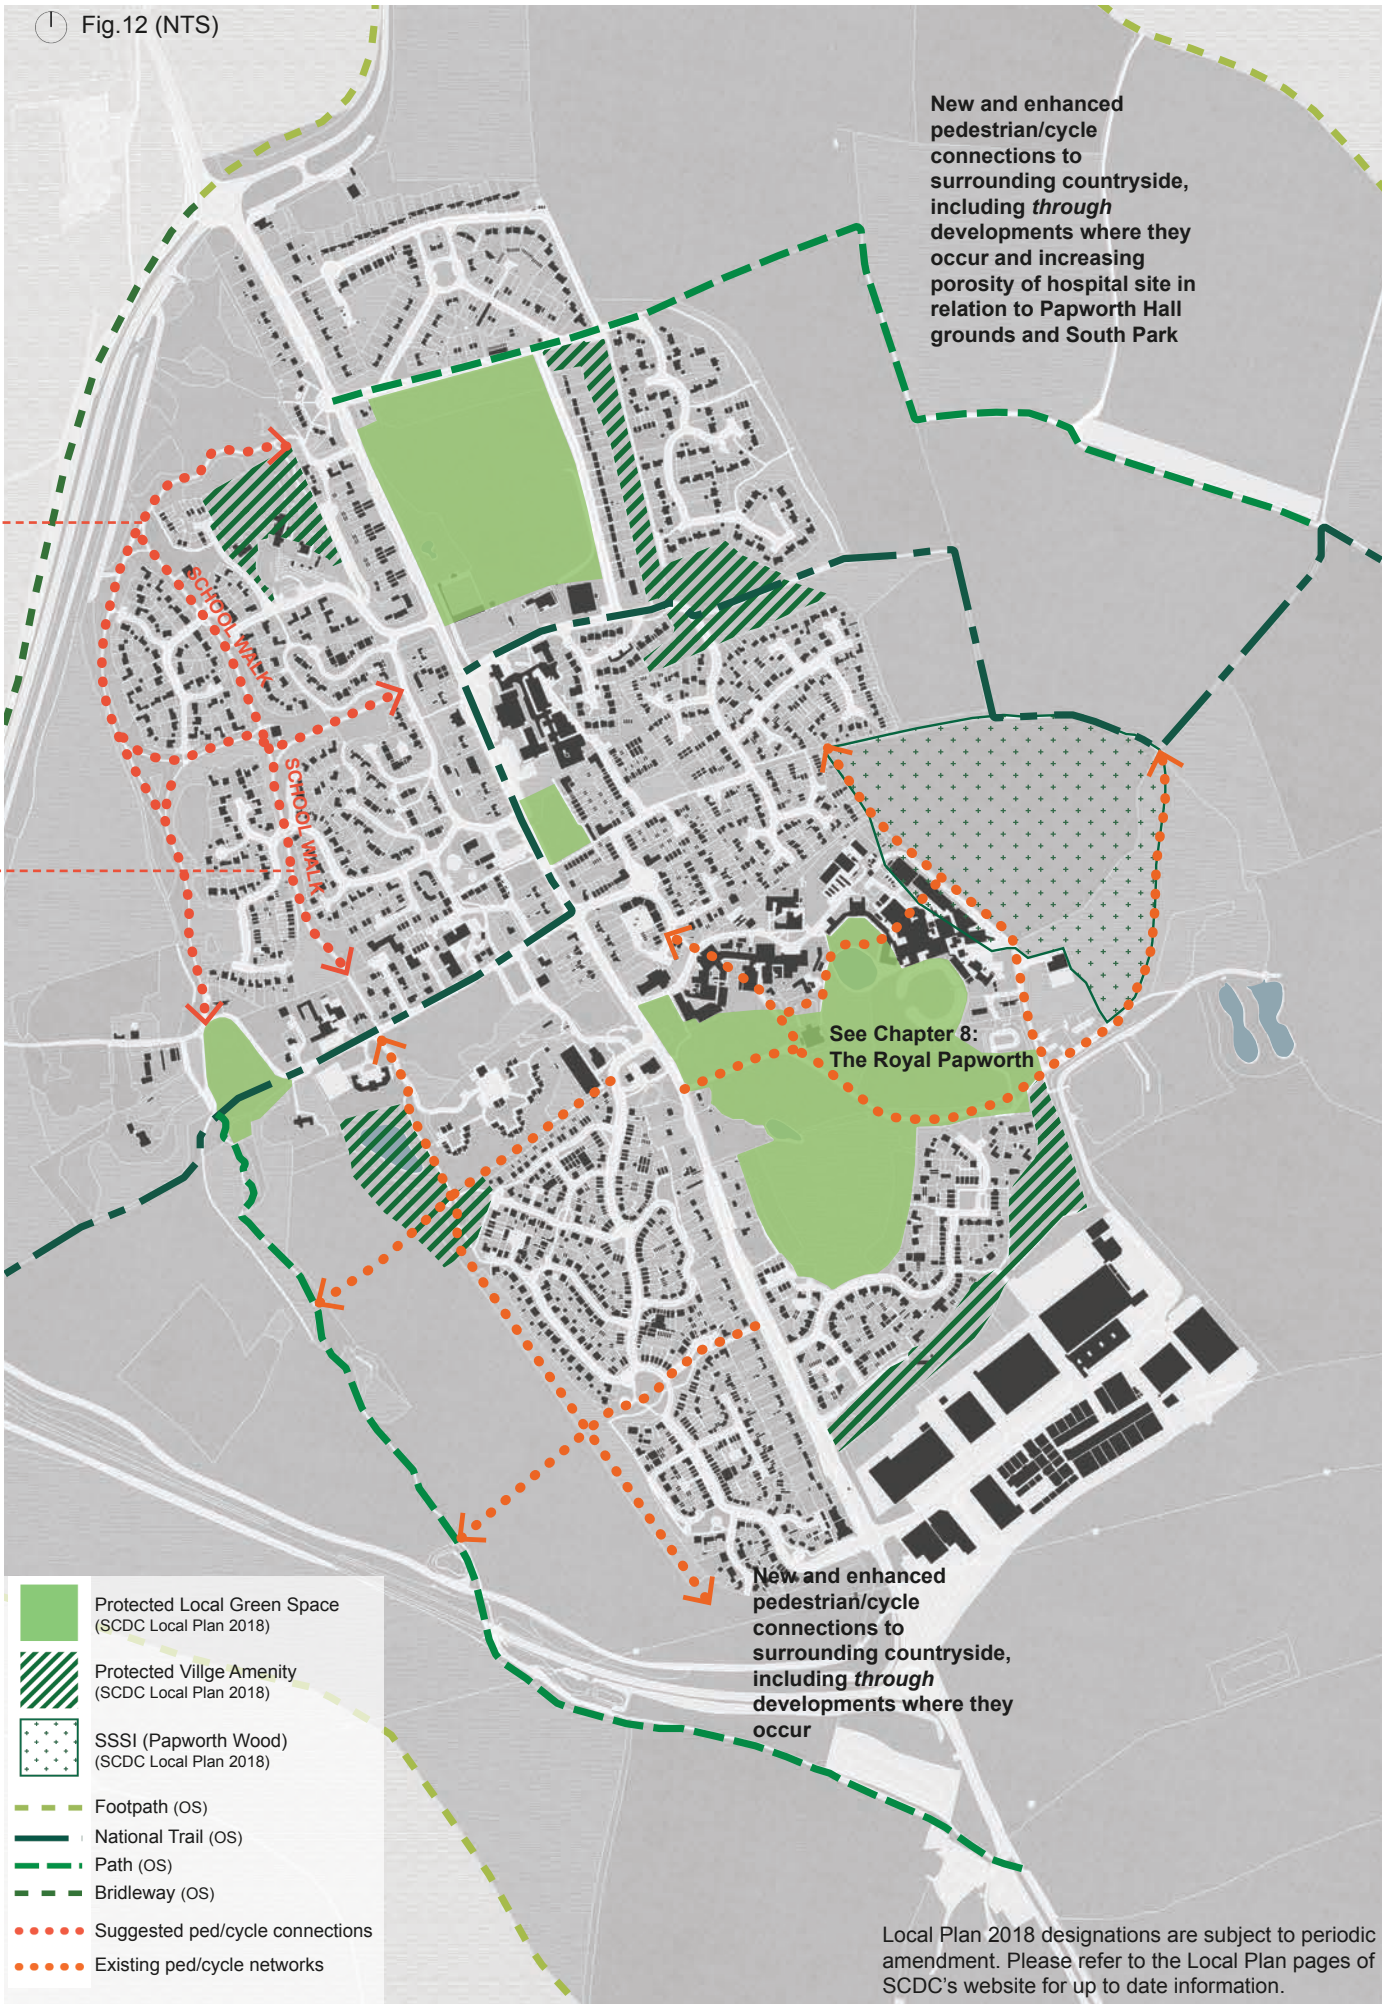 Fig.12 (NTS)
New and enhanced
pedestrian/cycle
connections to
surrounding countryside,
including through
developments where they
occur and increasing
porosity of hospital site in
relation to Papworth Hall
grounds and South Park
SCHOOL WALK
SCHOOL WALK
See Chapter 8:
The Royal Papworth
New and enhanced
pedestrian/cycle
connections to
surrounding countryside,
including through
developments where they
occur
Protected Local Green Space
(SCDC Local Plan 2018)
Protected Villge Amenity
(SCDC Local Plan 2018)
SSSI (Papworth Wood)
(SCDC Local Plan 2018)
Footpath (OS)
National Trail (OS)
Path (OS)
Bridleway (OS)
Suggested ped/cycle connections
Existing ped/cycle networks
Local Plan 2018 designations are subject to periodic
amendment. Please refer to the Local Plan pages of
SCDC's website for up to date information.